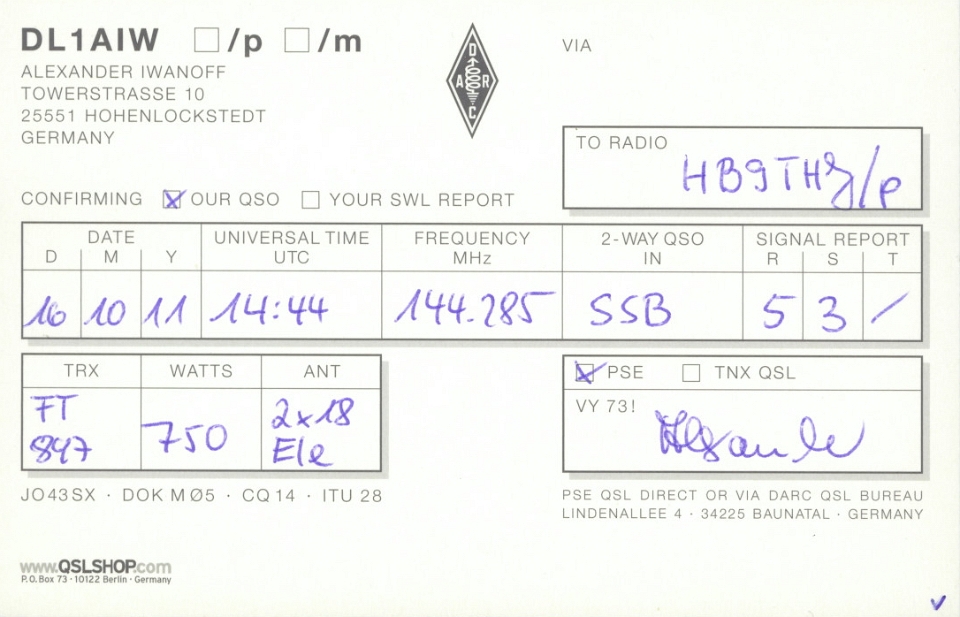 DL1AIW /p /m
ALEXANDER IWANOFF
TOWERSTRASSE 10
25551 HOHENLOCKSTEDT
GERMANY
DARC
VIA
TO RADIO
HB9THJ/p
CONFIRMING OUR QSO YOUR SWL REPORT
DATE UNIVERSAL TIME FREQUENCY 2-WAY QSO SIGNAL REPORT
D M Y UTC MHz IN R S T
16 10 11 14:44 144.285 SSB 5 3 /
TRX WATTS ANT
FT 847
750
2x18 Ele
PSE TNX QSL
VY 73!
JO43SX · DOK MØ5 · CQ 14 · ITU 28
PSE QSL DIRECT OR VIA DARC QSL BUREAU
LINDENALLEE 4 · 34225 BAUNATAL · GERMANY
www.QSLSHOP.com
P.O. Box 73 · 10122 Berlin · Germany